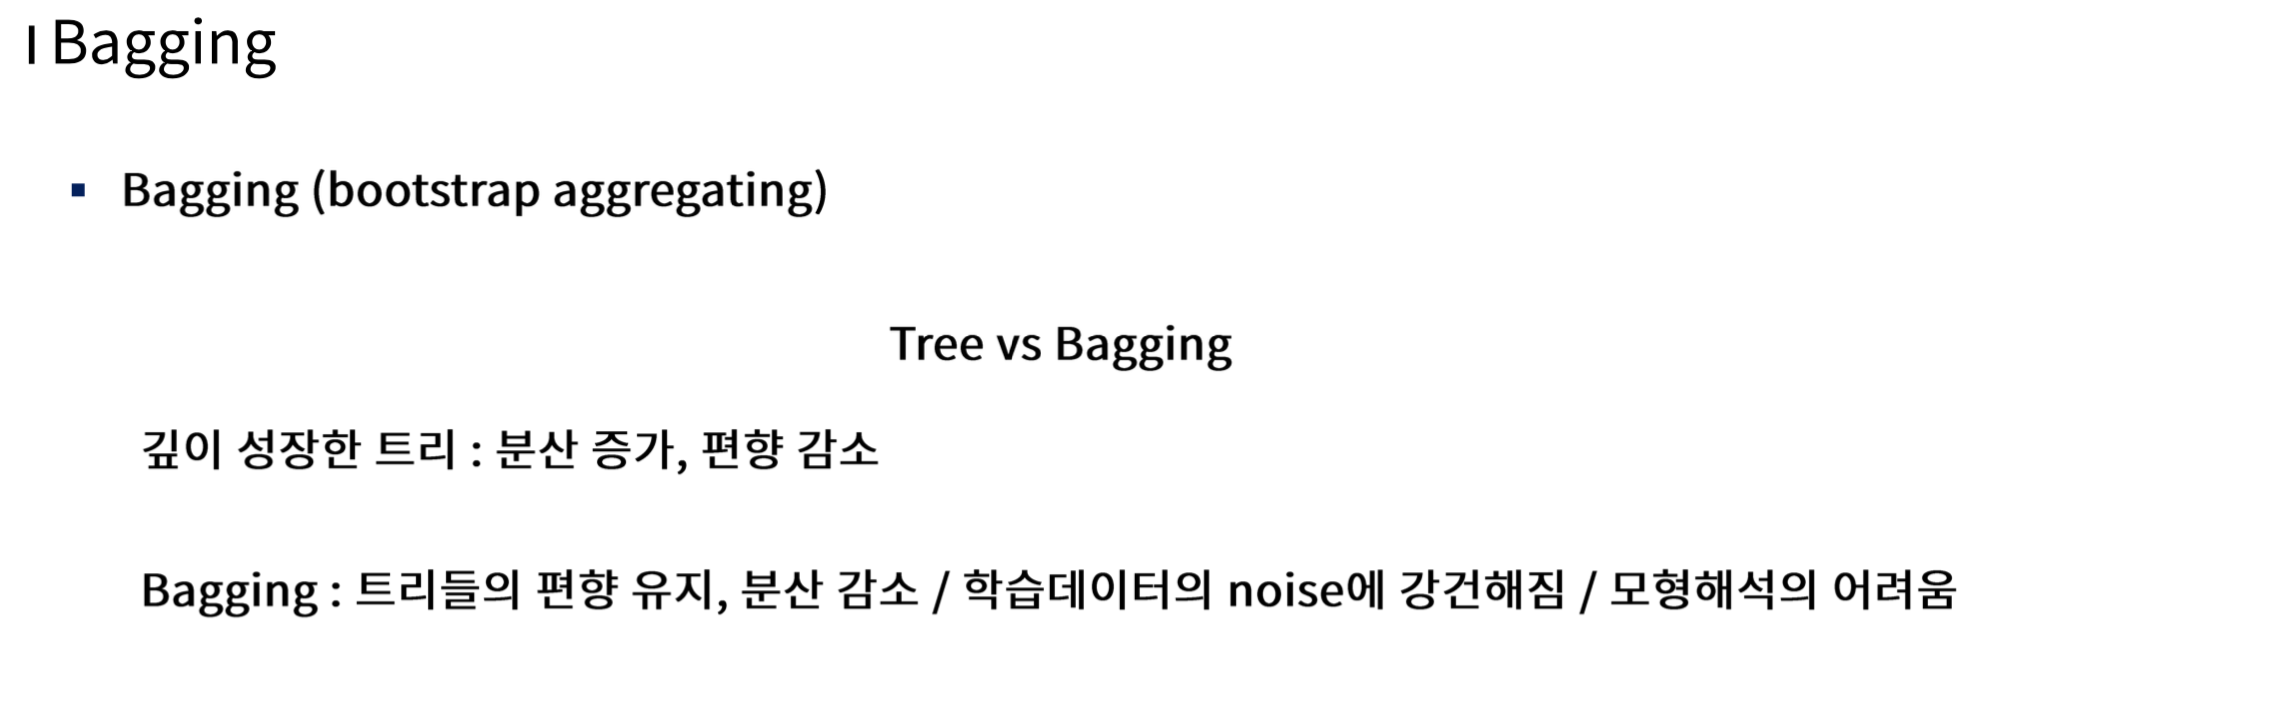 Bagging
Bagging (bootstrap aggregating)
Tree vs Bagging
깊이 성장한 트리 : 분산 증가, 편향 감소
Bagging : 트리들의 편향 유지, 분산 감소 / 학습데이터의 noise에 강건해짐 / 모형해석의 어려움